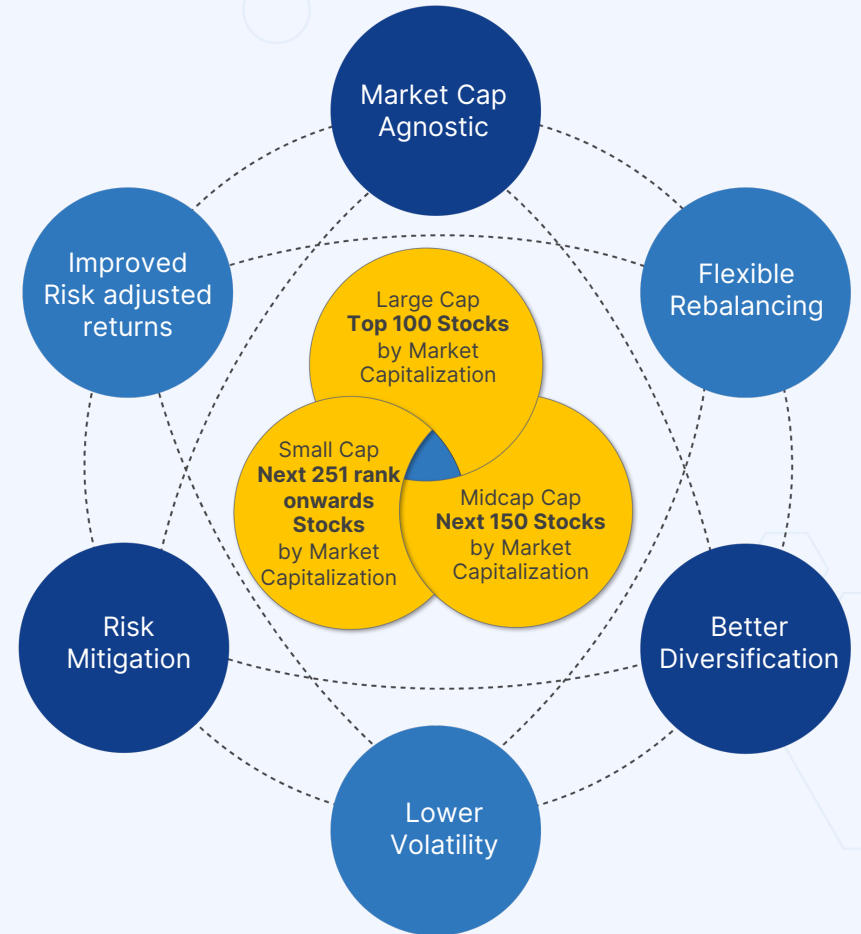 Market Cap
Agnostic
Improved
Risk adjusted
returns
Flexible
Rebalancing
Large Cap
Top 100 Stocks
by Market
Capitalization
Small Cap
Next 251 rank
onwards
Stocks
by Market
Capitalization
Midcap Cap
Next 150 Stocks
by Market
Capitalization
Risk
Mitigation
Better
Diversification
Lower
Volatility